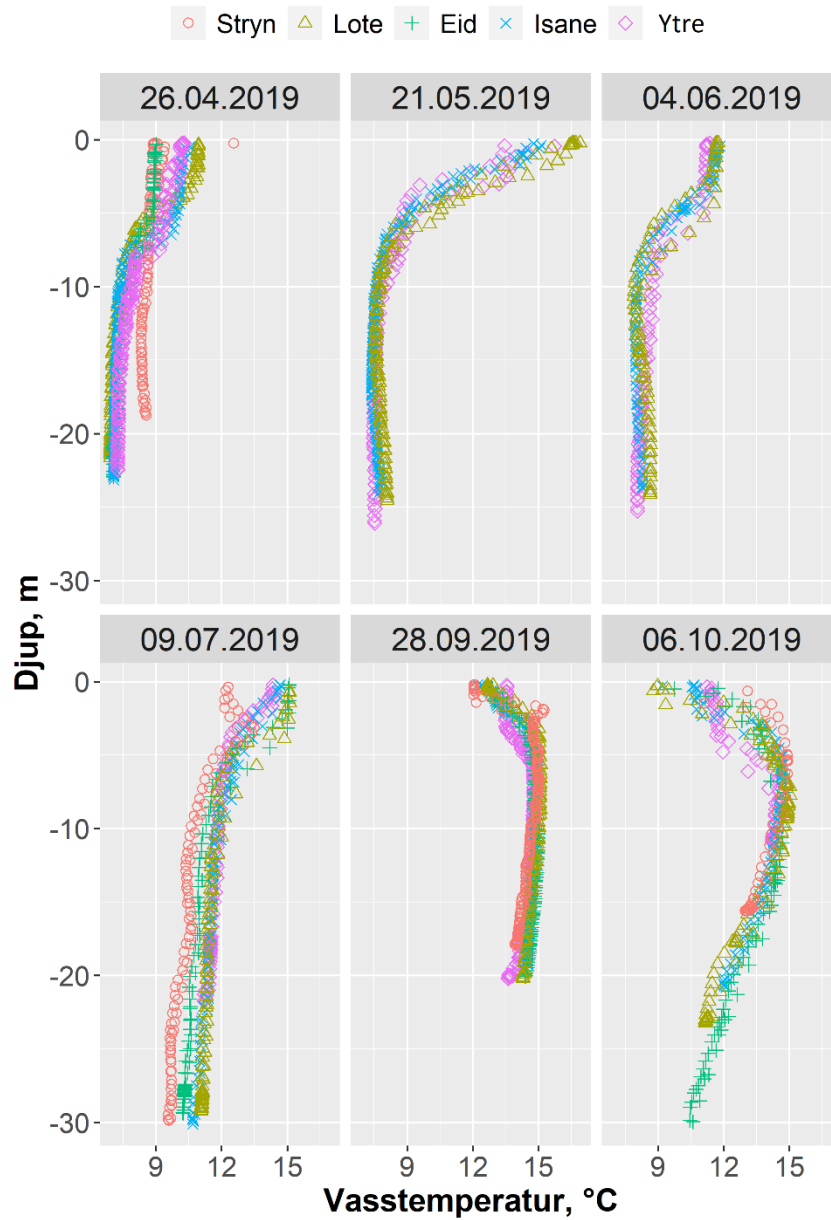 Stryn Lote Eid Isane Ytre
26.04.2019 21.05.2019 04.06.2019
0
-10
-20
-30
09.07.2019 28.09.2019 06.10.2019
0
-10
-20
-30
9 12 15 9 12 15 9 12 15
Djup, m
Vasstemperatur, °C